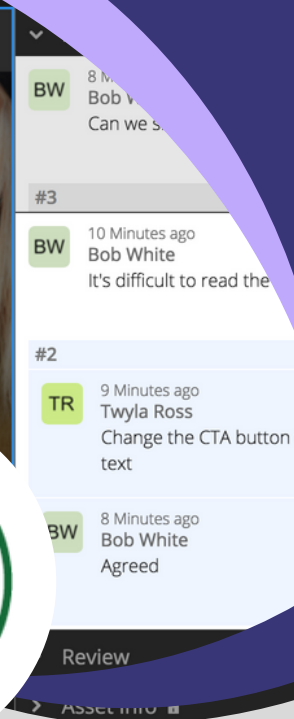 BW
8
Bob
Can we
#3
BW
10 Minutes ago
Bob White
It's difficult to read the
#2
TR
9 Minutes ago
Twyla Ross
Change the CTA button
text
BW
8 Minutes ago
Bob White
Agreed
Review
Asset Info